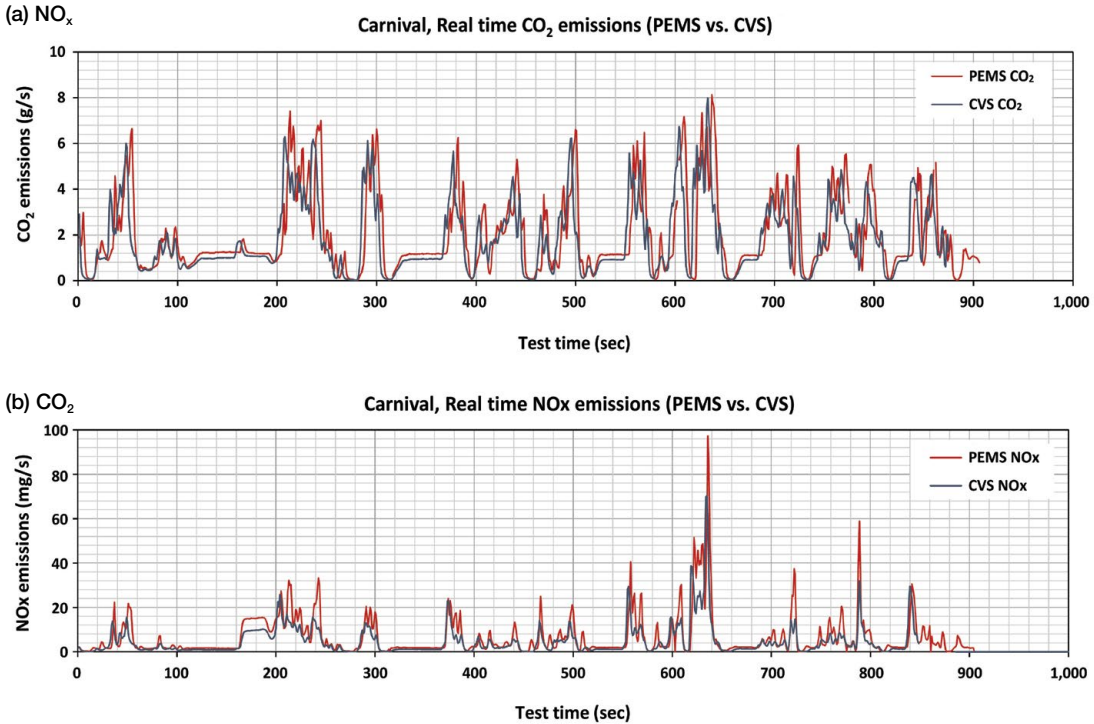 (a) NOx
Carnival, Real time CO2 emissions (PEMS vs. CVS)
10
8
6
4
2
0
CO2 emissions (g/s)
PEMS CO2
CVS CO2
0 100 200 300 400 500 600 700 800 900 1,000
Test time (sec)
(b) CO2
Carnival, Real time NOx emissions (PEMS vs. CVS)
100
80
60
40
20
0
NOx emissions (mg/s)
PEMS NOx
CVS NOx
0 100 200 300 400 500 600 700 800 900 1,000
Test time (sec)